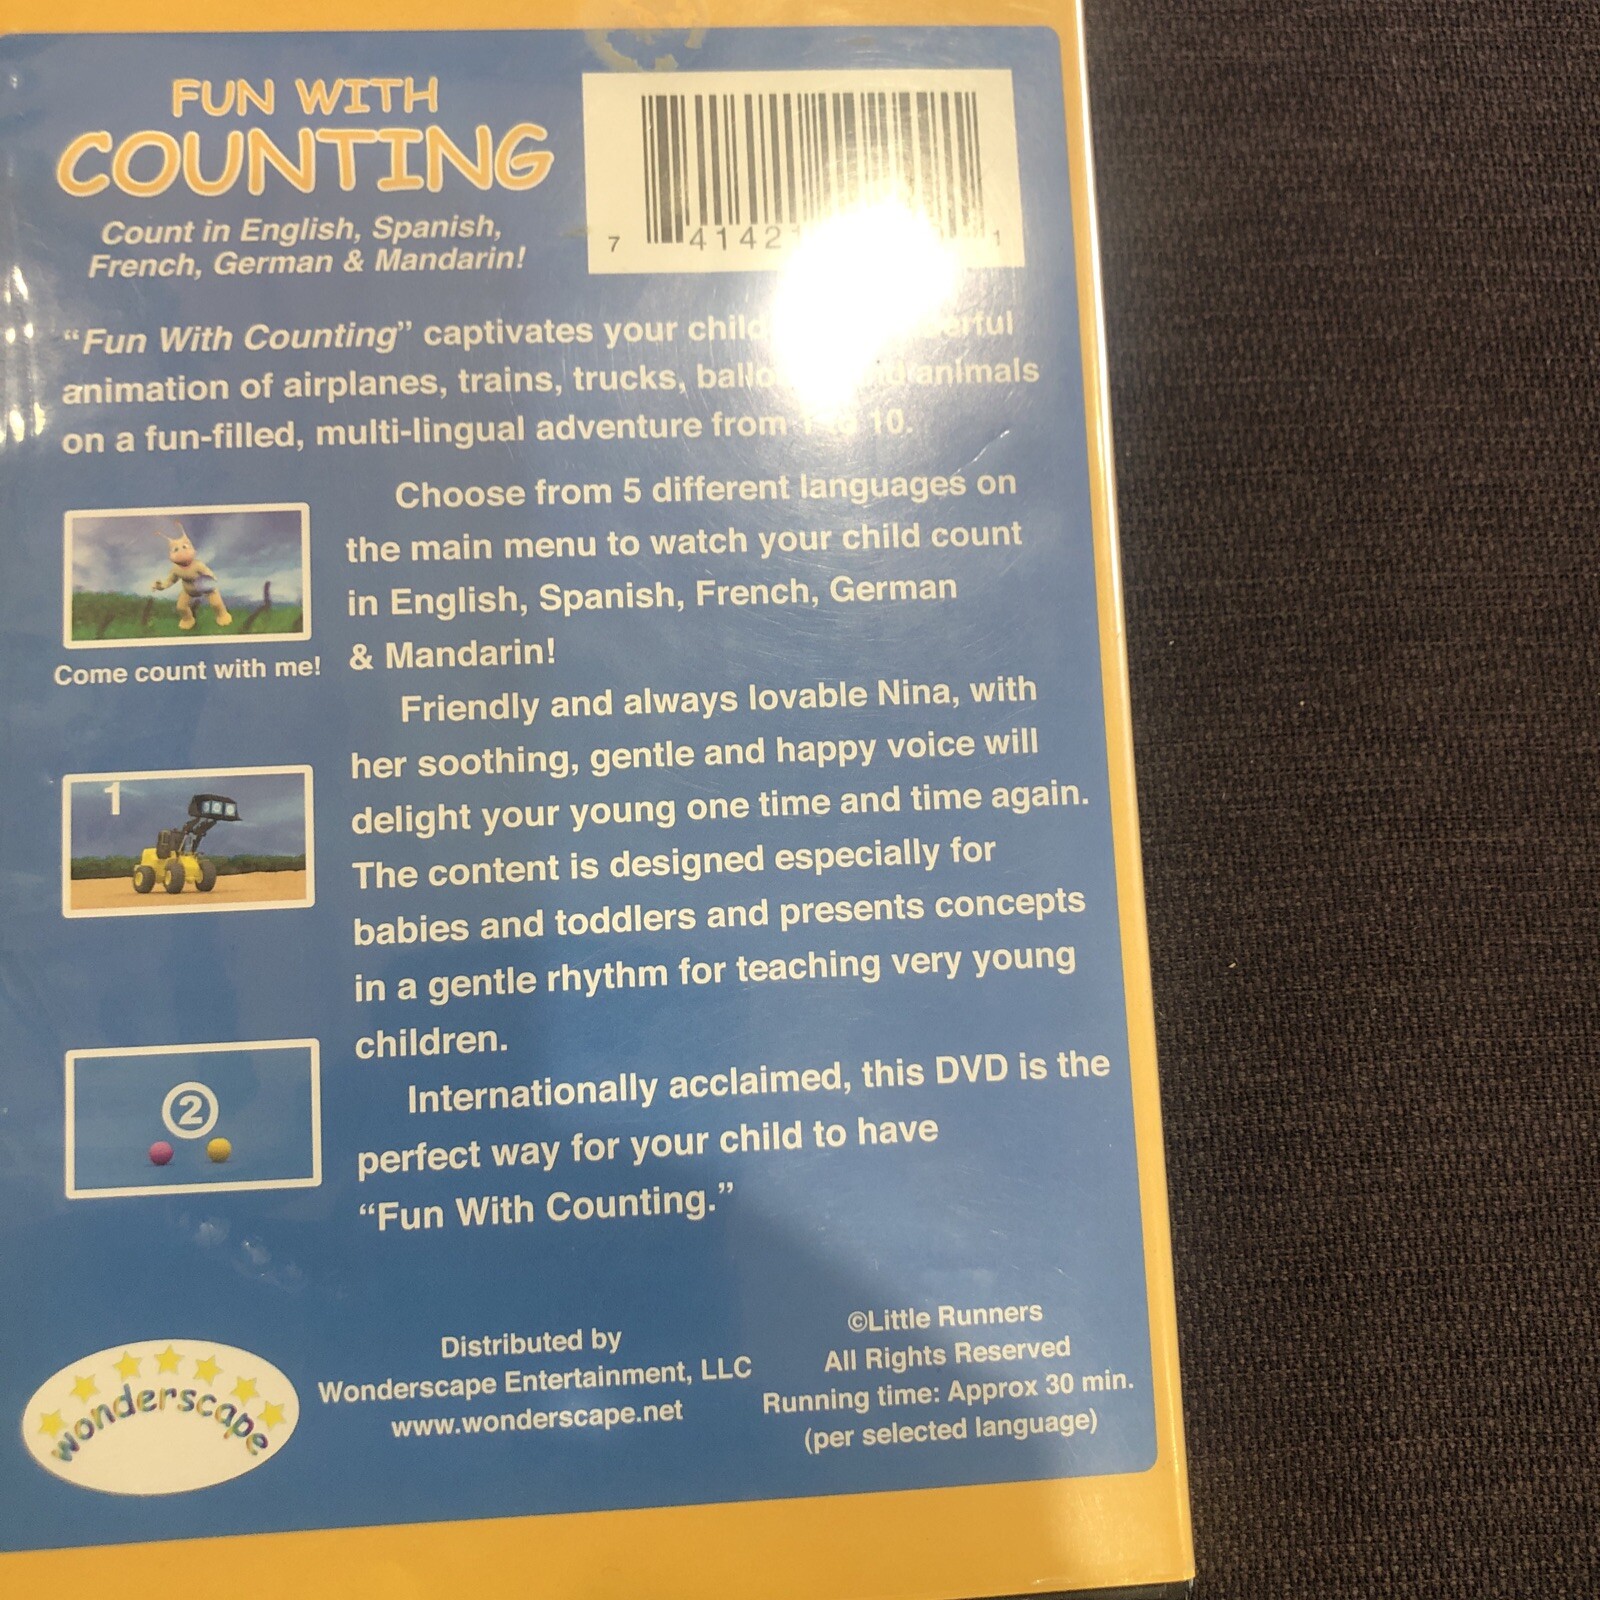 FUN WITH
COUNTING
Count in English, Spanish,
French, German & Mandarin!
7 4142 1
“Fun With Counting” captivates your child
animation of airplanes, trains, trucks, animals
on a fun-filled, multi-lingual adventure from 10.
Choose from 5 different languages on
the main menu to watch your child count
in English, Spanish, French, German
& Mandarin!
Come count with me!
Friendly and always lovable Nina, with
her soothing, gentle and happy voice will
delight your young one time and time again.
The content is designed especially for
babies and toddlers and presents concepts
in a gentle rhythm for teaching very young
children.
1
Internationally acclaimed, this DVD is the
perfect way for your child to have
“Fun With Counting.”
2
wonderscape
Distributed by
Wonderscape Entertainment, LLC
www.wonderscape.net
©Little Runners
All Rights Reserved
Running time: Approx 30 min.
(per selected language)